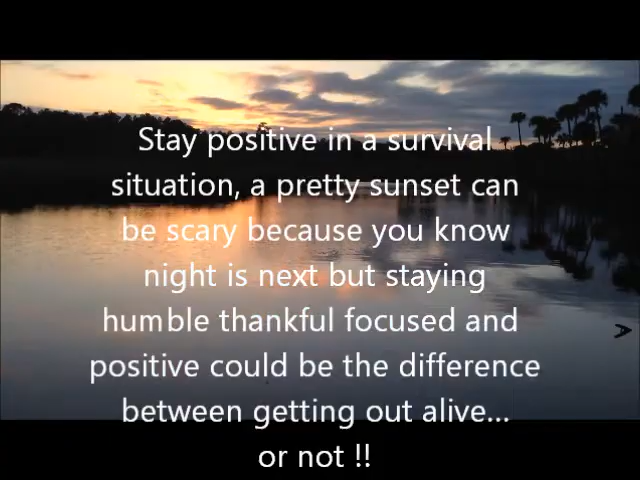 Stay positive in a survival
situation, a pretty sunset can
be scary because you know
night is next but staying
humble thankful focused and
positive could be the difference
between getting out alive...
or not !!